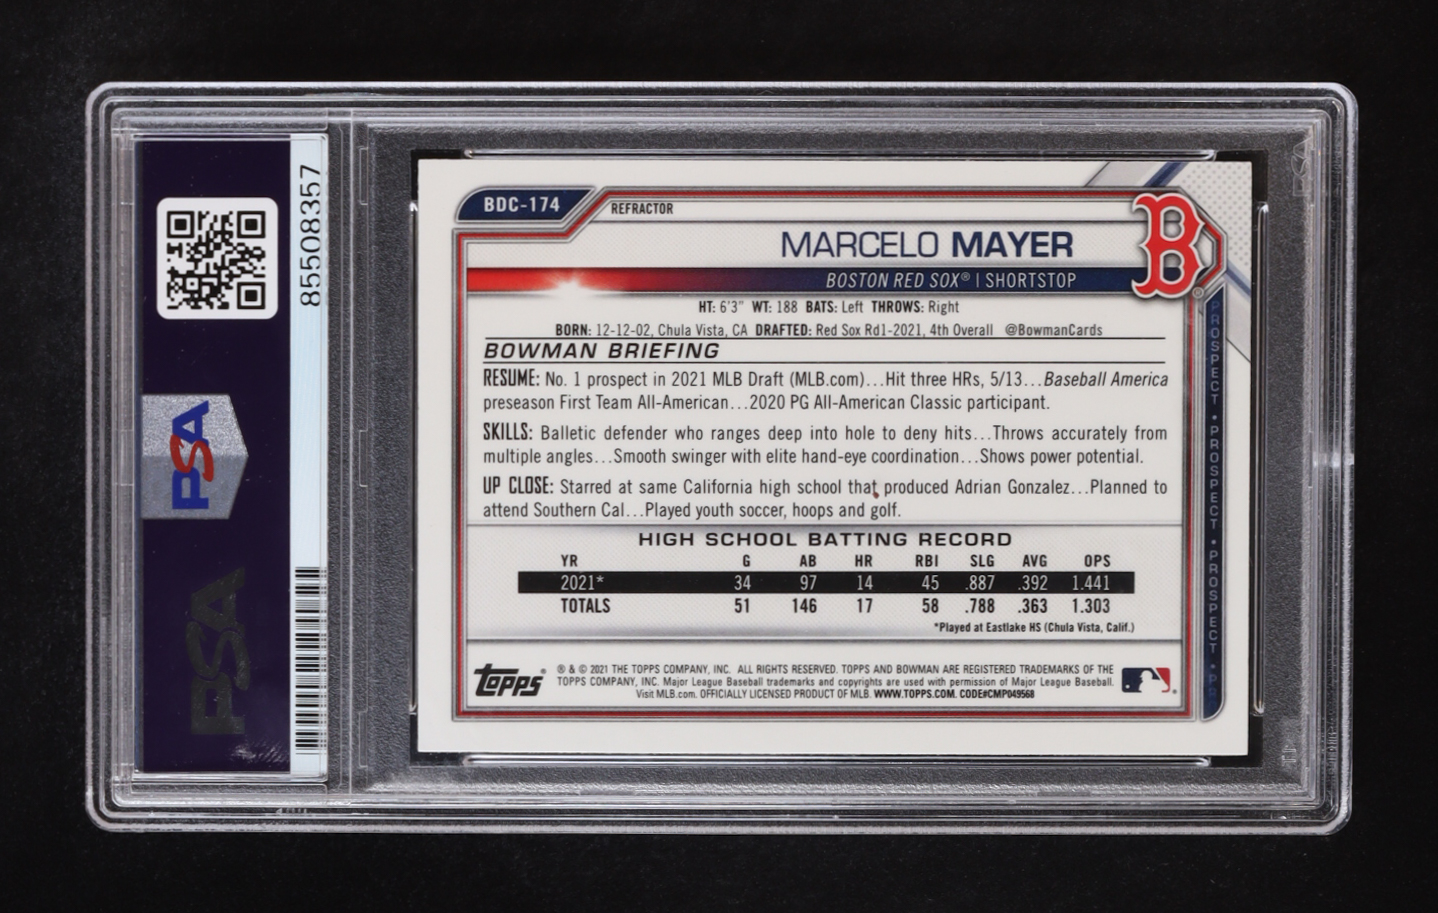 85508357
PSA
PSA
BDC-174
REFRACTOR
MARCELO MAYER
BOSTON RED SOX® | SHORTSTOP
B
HT: 6'3" WT: 188 BATS: Left THROWS: Right
BORN: 12-12-02, Chula Vista, CA DRAFTED: Red Sox Rd1-2021, 4th Overall @BowmanCards
BOWMAN BRIEFING
RESUME: No. 1 prospect in 2021 MLB Draft (MLB.com)...Hit three HRs, 5/13...Baseball America
preseason First Team All-American...2020 PG All-American Classic participant.
SKILLS: Balletic defender who ranges deep into hole to deny hits...Throws accurately from
multiple angles...Smooth swinger with elite hand-eye coordination...Shows power potential.
UP CLOSE: Starred at same California high school that produced Adrian Gonzalez...Planned to
attend Southern Cal...Played youth soccer, hoops and golf.
HIGH SCHOOL BATTING RECORD
YR G AB HR RBI SLG AVG OPS
2021* 34 97 14 45 .887 .392 1.441
TOTALS 51 146 17 58 .788 .363 1.303
*Played at Eastlake HS (Chula Vista, Calif.)
Topps® ® & © 2021 THE TOPPS COMPANY, INC. ALL RIGHTS RESERVED. TOPPS AND BOWMAN ARE REGISTERED TRADEMARKS OF THE
TOPPS COMPANY, INC. Major League Baseball trademarks and copyrights are used with permission of Major League Baseball.
Visit MLB.com. OFFICIALLY LICENSED PRODUCT OF MLB. WWW.TOPPS.COM. CODE#CMP049568
PROSPECT • PROSPECT • PROSPECT • PR